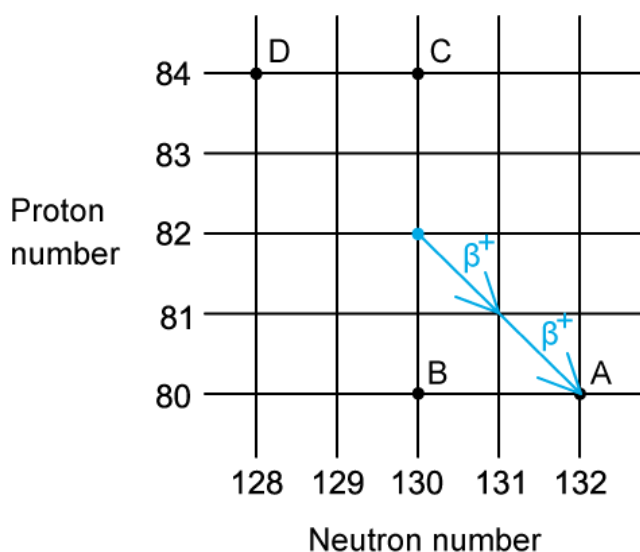 D
C
84
83
Proton
number
82
β⁺
81
β⁺
80
B
A
128
129
130
131
132
Neutron number